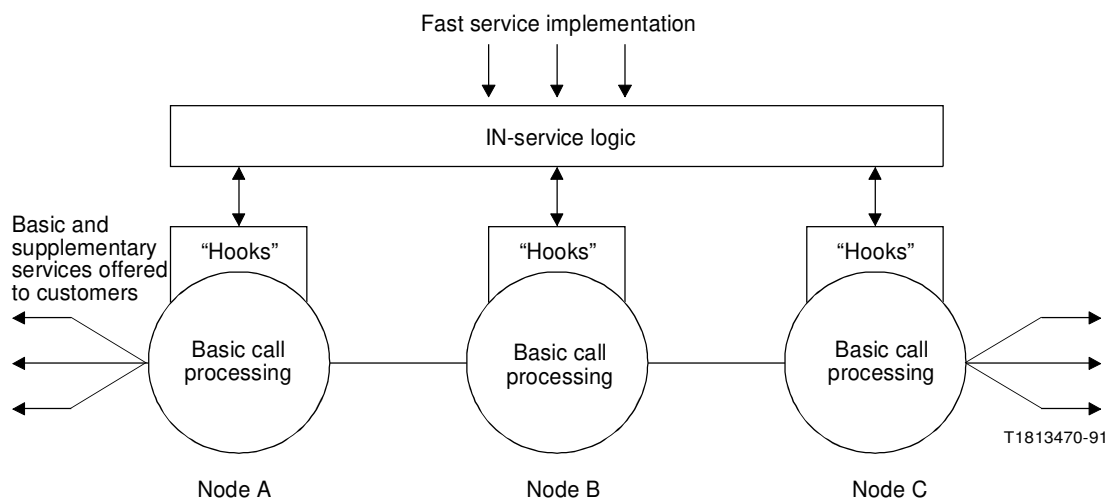 Fast service implementation
IN-service logic
Basic and
supplementary
services offered
to customers
“Hooks”
“Hooks”
“Hooks”
Basic call
processing
Basic call
processing
Basic call
processing
T1813470-91
Node A
Node B
Node C